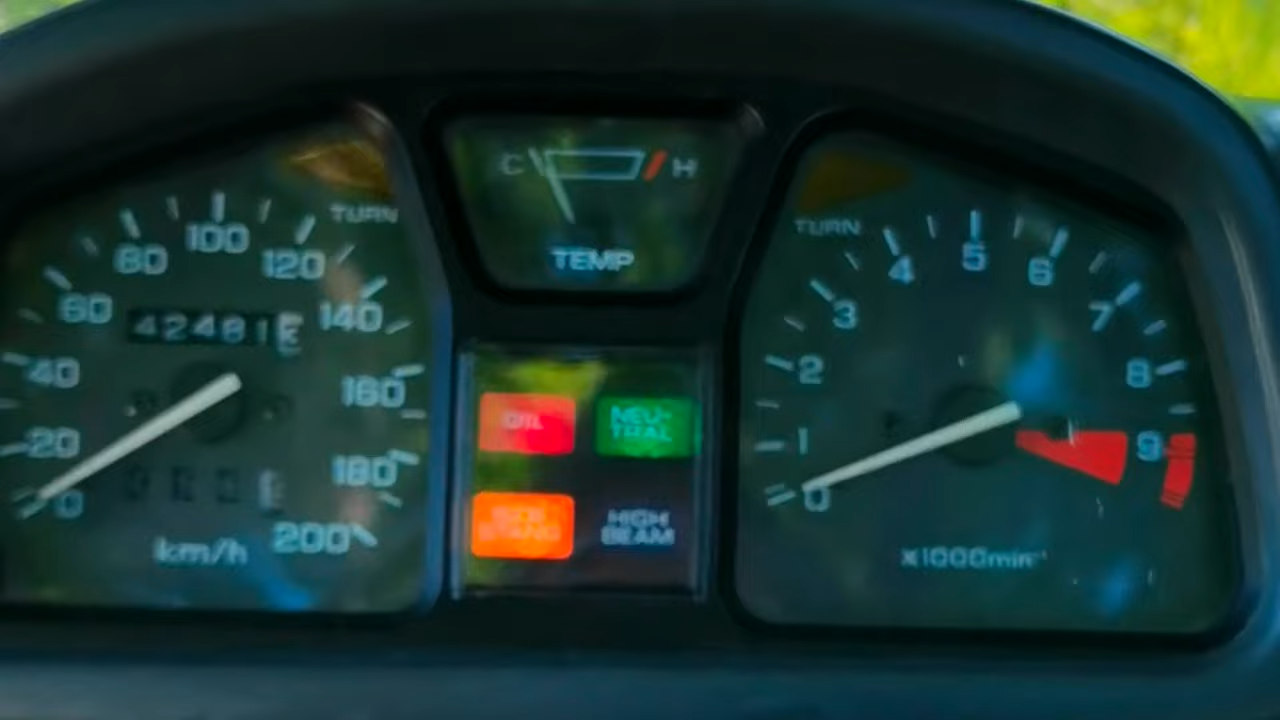 C H
TEMP
20
40
60
80
100
120
140
160
180
200
0
TURN
km/h
OIL
NEU-
TRAL
HIGH
BEAM
TURN
0
1
2
3
4
5
6
7
8
9
x1000min⁻¹